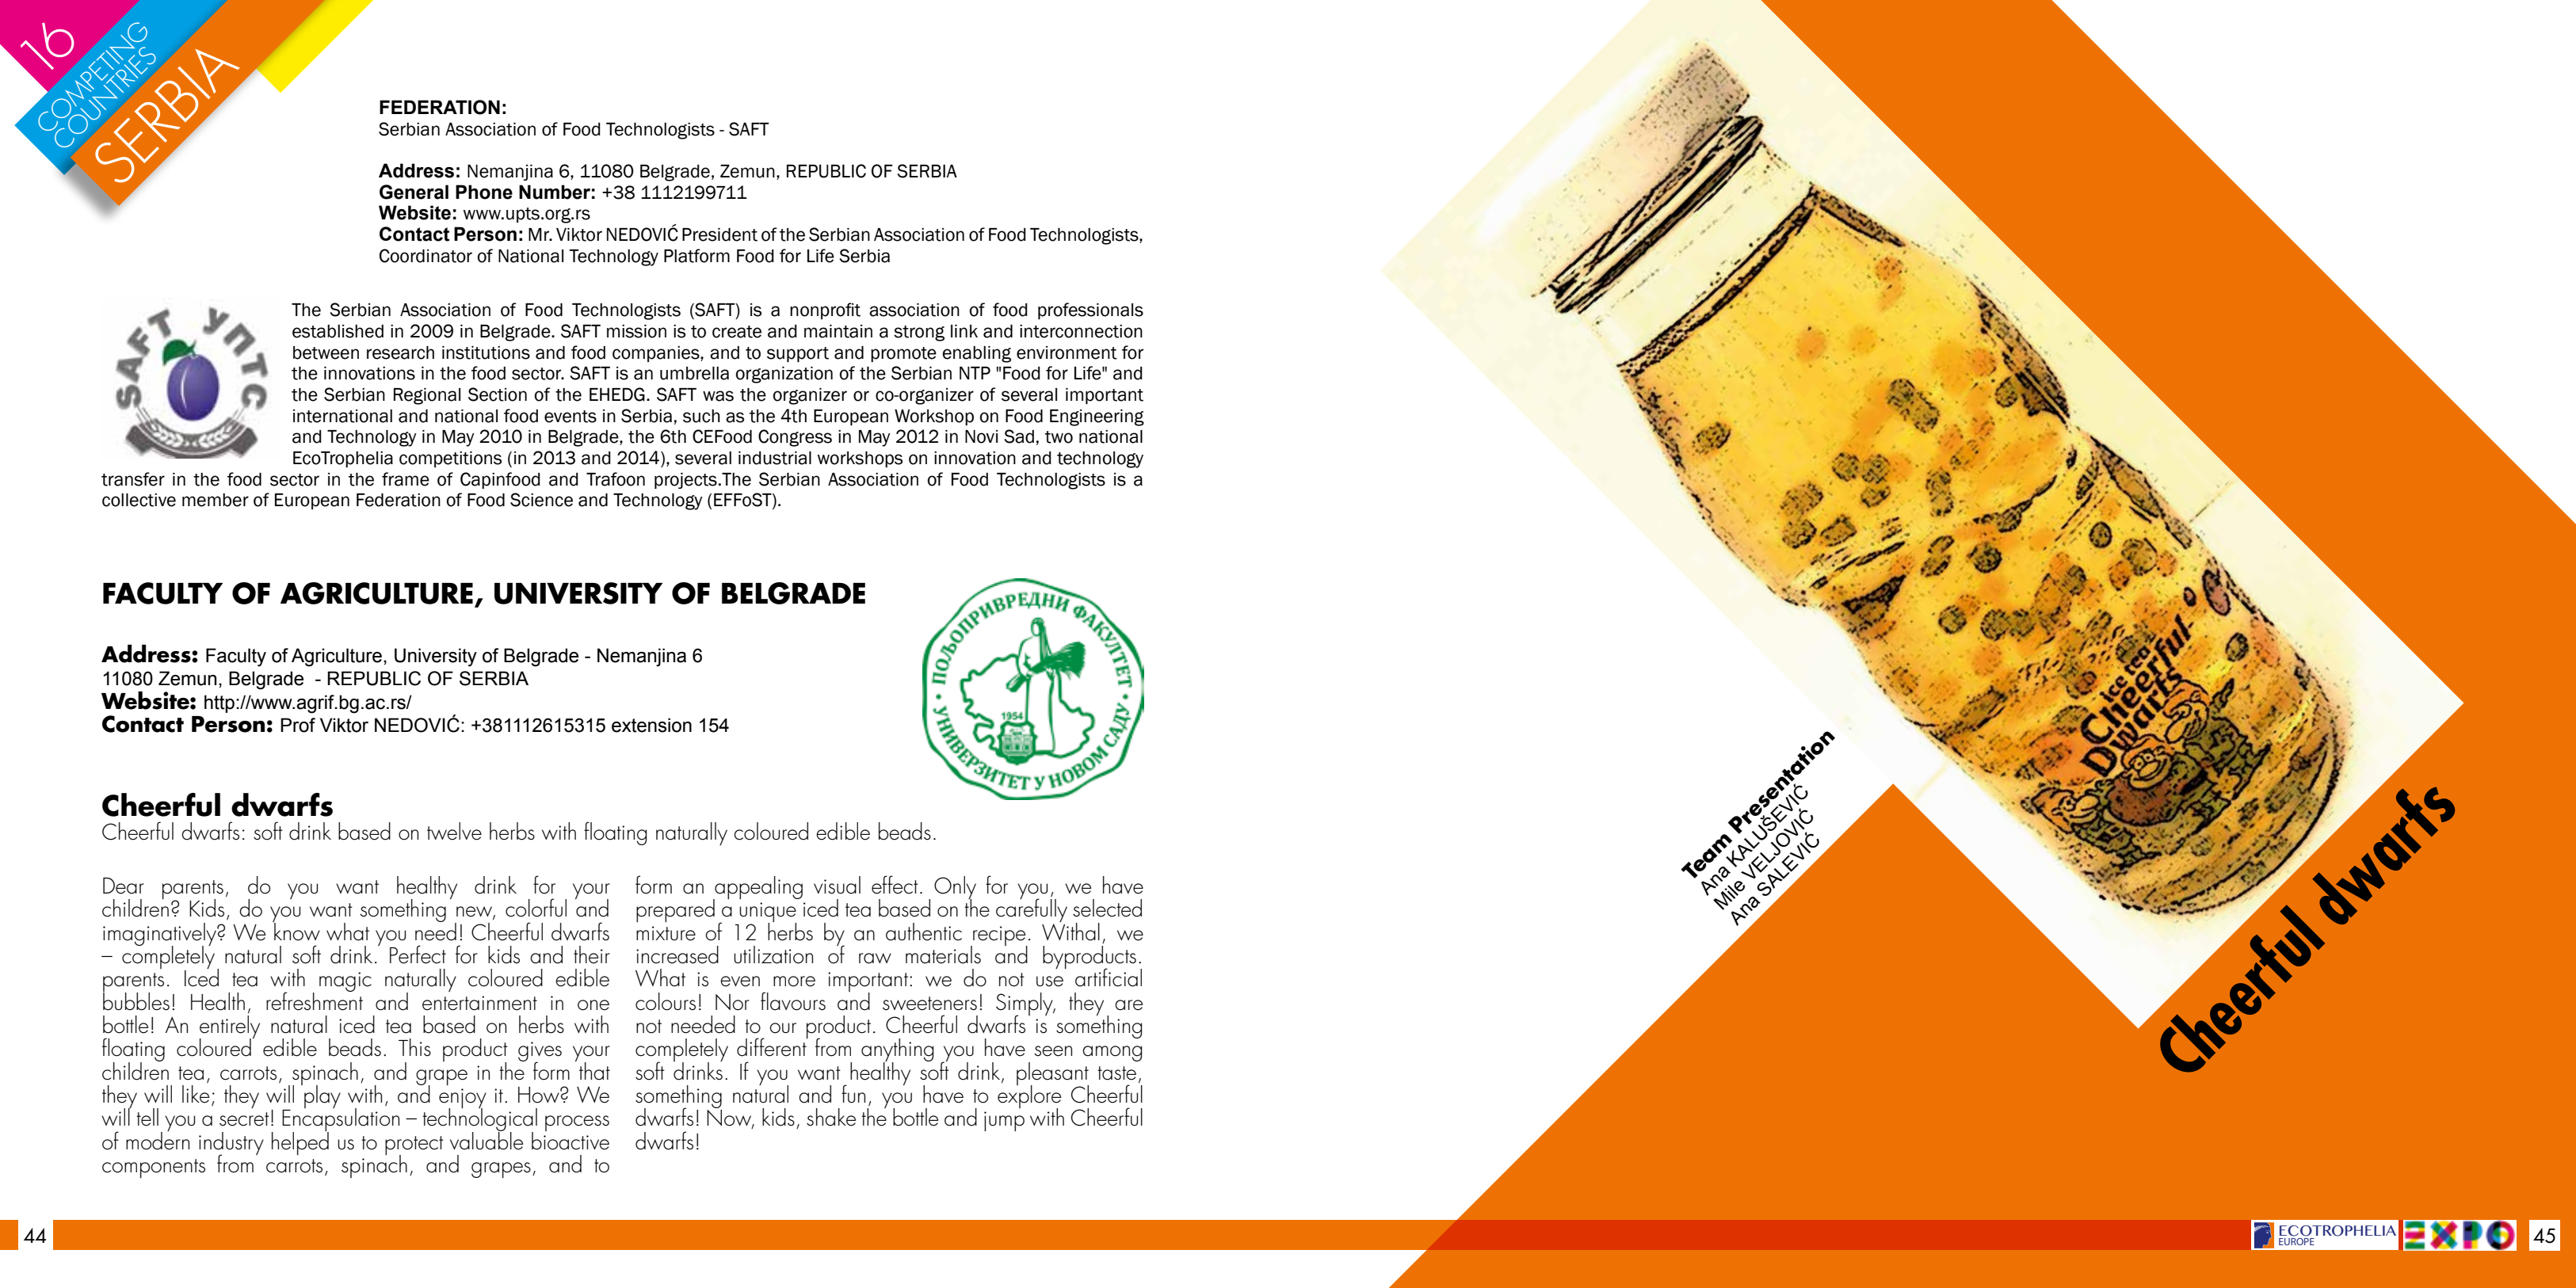 16
COMPETING
COUNTRIES
SERBIA
FEDERATION:
Serbian Association of Food Technologists - SAFT
Address: Nemanjina 6, 11080 Belgrade, Zemun, REPUBLIC OF SERBIA
General Phone Number: +38 1112199711
Website: www.upts.org.rs
Contact Person: Mr. Viktor NEDOVIĆ President of the Serbian Association of Food Technologists,
Coordinator of National Technology Platform Food for Life Serbia
SAFT УПТС
The Serbian Association of Food Technologists (SAFT) is a nonprofit association of food professionals
established in 2009 in Belgrade. SAFT mission is to create and maintain a strong link and interconnection
between research institutions and food companies, and to support and promote enabling environment for
the innovations in the food sector. SAFT is an umbrella organization of the Serbian NTP "Food for Life" and
the Serbian Regional Section of the EHEDG. SAFT was the organizer or co-organizer of several important
international and national food events in Serbia, such as the 4th European Workshop on Food Engineering
and Technology in May 2010 in Belgrade, the 6th CEFood Congress in May 2012 in Novi Sad, two national
EcoTrophelia competitions (in 2013 and 2014), several industrial workshops on innovation and technology
transfer in the food sector in the frame of Capinfood and Trafoon projects.The Serbian Association of Food Technologists is a
collective member of European Federation of Food Science and Technology (EFFoST).
FACULTY OF AGRICULTURE, UNIVERSITY OF BELGRADE
Address: Faculty of Agriculture, University of Belgrade - Nemanjina 6
11080 Zemun, Belgrade - REPUBLIC OF SERBIA
Website: http://www.agrif.bg.ac.rs/
Contact Person: Prof Viktor NEDOVIĆ: +381112615315 extension 154
ПОЉОПРИВРЕДНИ ФАКУЛТЕТ
УНИВЕРЗИТЕТ У НОВОМ САДУ
1954
Cheerful dwarfs
Cheerful dwarfs: soft drink based on twelve herbs with floating naturally coloured edible beads.
Dear parents, do you want healthy drink for your
children? Kids, do you want something new, colorful and
imaginatively? We know what you need! Cheerful dwarfs
– completely natural soft drink. Perfect for kids and their
parents. Iced tea with magic naturally coloured edible
bubbles! Health, refreshment and entertainment in one
bottle! An entirely natural iced tea based on herbs with
floating coloured edible beads. This product gives your
children tea, carrots, spinach, and grape in the form that
they will like; they will play with, and enjoy it. How? We
will tell you a secret! Encapsulation – technological process
of modern industry helped us to protect valuable bioactive
components from carrots, spinach, and grapes, and to
form an appealing visual effect. Only for you, we have
prepared a unique iced tea based on the carefully selected
mixture of 12 herbs by an authentic recipe. Withal, we
increased utilization of raw materials and byproducts.
What is even more important: we do not use artificial
colours! Nor flavours and sweeteners! Simply, they are
not needed to our product. Cheerful dwarfs is something
completely different from anything you have seen among
soft drinks. If you want healthy soft drink, pleasant taste,
something natural and fun, you have to explore Cheerful
dwarfs! Now, kids, shake the bottle and jump with Cheerful
dwarfs!
44
ice tea
Cheerful
Dwarfs
Team Presentation
Ana KALUŠEVIĆ
Mile VELJOVIĆ
Ana SALEVIĆ
Cheerful dwarfs
ECOTROPHELIA
EUROPE
EXPO
45